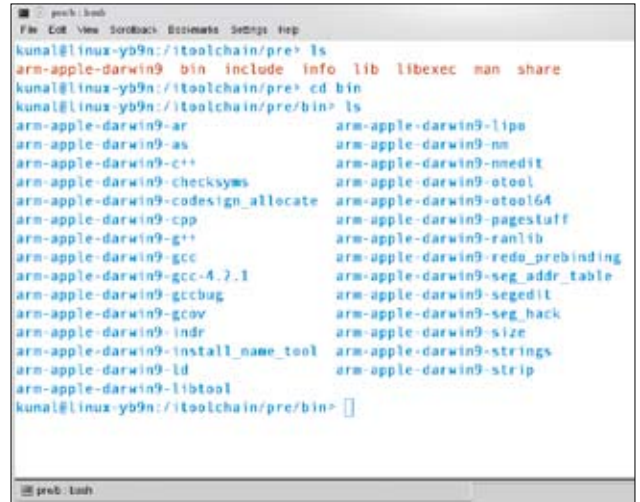 pre/b : bash
File Edit View Scrollback Bookmarks Settings Help
kunal@linux-yb9n:/itoolchain/pre> ls
arm-apple-darwin9 bin include info lib libexec man share
kunal@linux-yb9n:/itoolchain/pre> cd bin
kunal@linux-yb9n:/itoolchain/pre/bin> ls
arm-apple-darwin9-ar arm-apple-darwin9-lipo
arm-apple-darwin9-as arm-apple-darwin9-nm
arm-apple-darwin9-c++ arm-apple-darwin9-nmedit
arm-apple-darwin9-checksyms arm-apple-darwin9-otool
arm-apple-darwin9-codesign_allocate arm-apple-darwin9-otool64
arm-apple-darwin9-cpp arm-apple-darwin9-pagestuff
arm-apple-darwin9-g++ arm-apple-darwin9-ranlib
arm-apple-darwin9-gcc arm-apple-darwin9-redo_prebinding
arm-apple-darwin9-gcc-4.2.1 arm-apple-darwin9-seg_addr_table
arm-apple-darwin9-gccbug arm-apple-darwin9-segedit
arm-apple-darwin9-gcov arm-apple-darwin9-seg_hack
arm-apple-darwin9-indr arm-apple-darwin9-size
arm-apple-darwin9-install_name_tool arm-apple-darwin9-strings
arm-apple-darwin9-ld arm-apple-darwin9-strip
arm-apple-darwin9-libtool
kunal@linux-yb9n:/itoolchain/pre/bin>
pre/b : bash